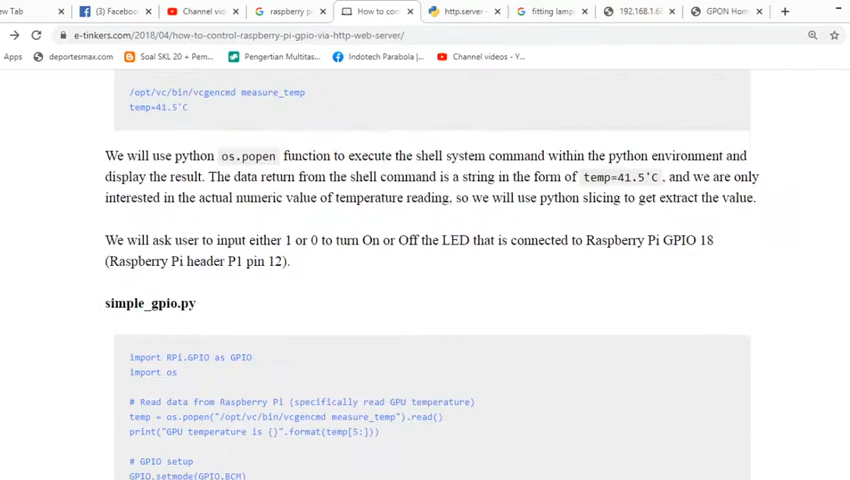 ew Tab
(3) Faceboo
Channel vid
raspberry p
How to con
http.server -
fitting lamp
192.168.1.6
GPON Hom
e-tinkers.com/2018/04/how-to-control-raspberry-pi-gpio-via-http-web-server/
Apps
deportesmax.com
Soal SKL 20 + Pem...
Pengertian Multitas...
Indotech Parabola |...
Channel videos - Y...
/opt/vc/bin/vcgencmd measure_temp
temp=41.5'C
We will use python os.popen function to execute the shell system command within the python environment and
display the result. The data return from the shell command is a string in the form of temp=41.5'C, and we are only
interested in the actual numeric value of temperature reading, so we will use python slicing to get extract the value.
We will ask user to input either 1 or 0 to turn On or Off the LED that is connected to Raspberry Pi GPIO 18
(Raspberry Pi header P1 pin 12).
simple_gpio.py
import RPi.GPIO as GPIO
import os
# Read data from Raspberry Pi (specifically read GPU temperature)
temp = os.popen("/opt/vc/bin/vcgencmd measure_temp").read()
print("GPU temperature is {}".format(temp[5:]))
# GPIO setup
GPIO.setmode(GPIO.BCM)